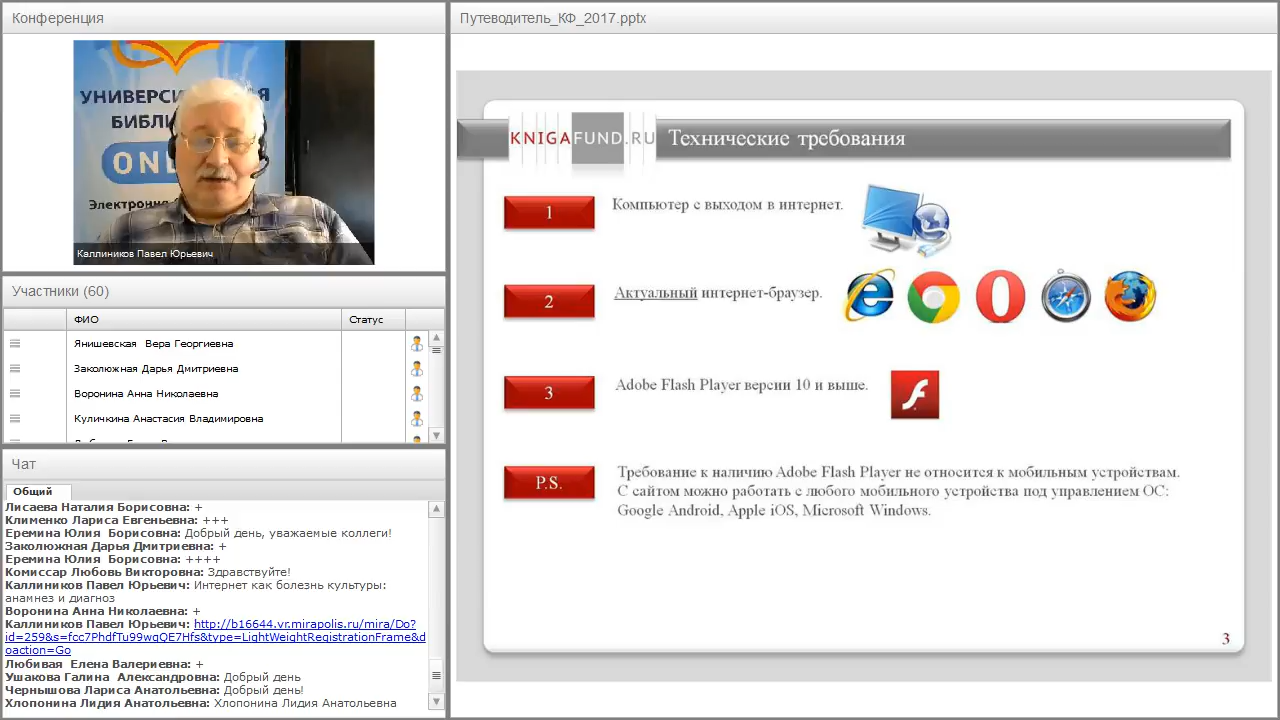 Конференция
УНИВЕРСИ
АЯ
БИБЛИ
ON
Электронно
Каллиников Павел Юрьевич
Участники (60)
ФИО
Статус
Янишевская Вера Георгиевна
Заколюжная Дарья Дмитриевна
Воронина Анна Николаевна
Куличкина Анастасия Владимировна
Чат
Общий
Лисаева Наталия Борисовна: +
Клименко Лариса Евгеньевна: +++
Еремина Юлия Борисовна: Добрый день, уважаемые коллеги!
Заколюжная Дарья Дмитриевна: +
Еремина Юлия Борисовна: ++++
Комиссар Любовь Викторовна: Здравствуйте!
Каллиников Павел Юрьевич: Интернет как болезнь культуры:
анамнез и диагноз
Воронина Анна Николаевна: +
Каллиников Павел Юрьевич: http://b16644.vr.mirapolis.ru/mira/Do?
id=259&s=fcc7PhdfTu99wgQE7Hfs&type=LightWeightRegistrationFrame&d
oaction=Go
Любивая Елена Валериевна: +
Ушакова Галина Александровна: Добрый день
Чернышова Лариса Анатольевна: Добрый день!
Хлопонина Лидия Анатольевна: Хлопонина Лидия Анатольевна
Путеводитель_КФ_2017.pptx
KNIGAFUND.RU Технические требования
1 Компьютер с выходом в интернет.
2 Актуальный интернет-браузер.
3 Adobe Flash Player версии 10 и выше.
P.S. Требование к наличию Adobe Flash Player не относится к мобильным устройствам.
С сайтом можно работать с любого мобильного устройства под управлением ОС:
Google Android, Apple iOS, Microsoft Windows.
3